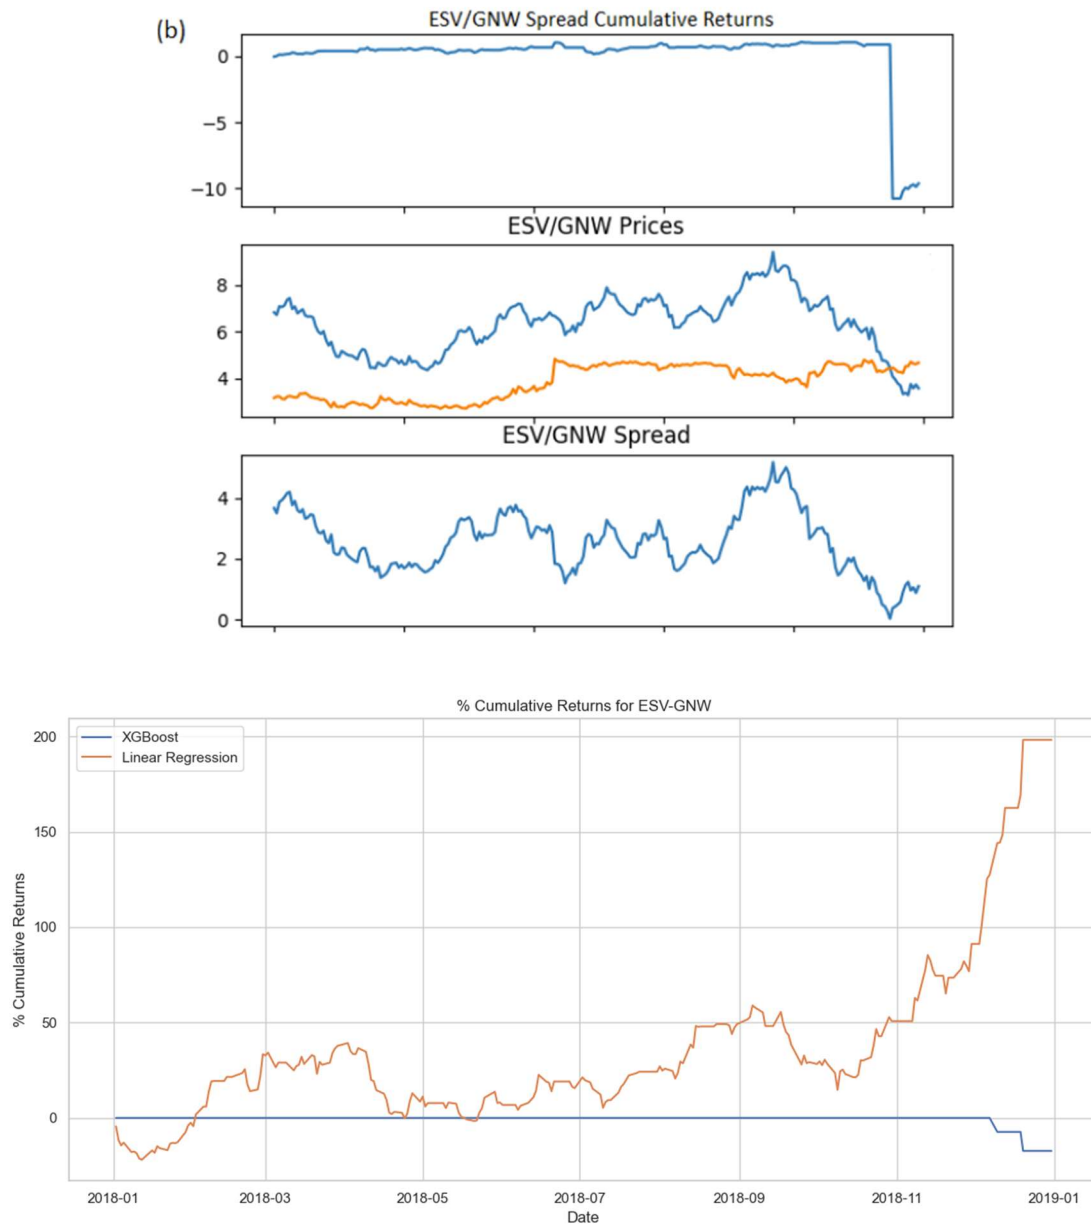 (b)
ESV/GNW Spread Cumulative Returns
0
−5
−10
ESV/GNW Prices
8
6
4
ESV/GNW Spread
4
2
0
% Cumulative Returns for ESV-GNW
XGBoost
Linear Regression
200
150
100
50
0
% Cumulative Returns
2018-01 2018-03 2018-05 2018-07 2018-09 2018-11 2019-01
Date